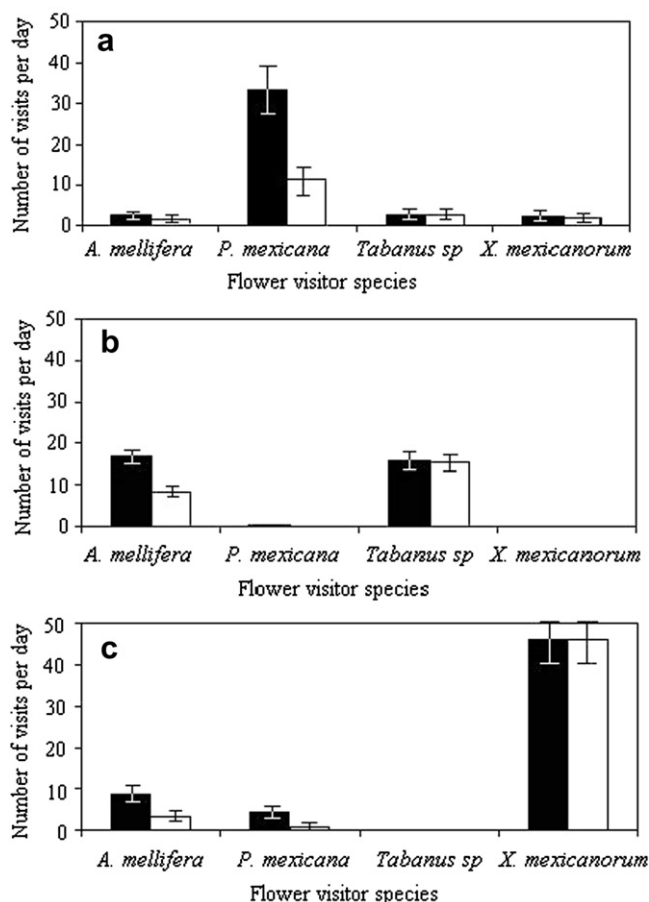 a
Number of visits per day
50
40
30
20
10
0
A. mellifera P. mexicana Tabanus sp X. mexicanorum
Flower visitor species
b
Number of visits per day
50
40
30
20
10
0
A. mellifera P. mexicana Tabanus sp X. mexicanorum
Flower visitor species
c
Number of visits per day
50
40
30
20
10
0
A. mellifera P. mexicana Tabanus sp X. mexicanorum
Flower visitor species